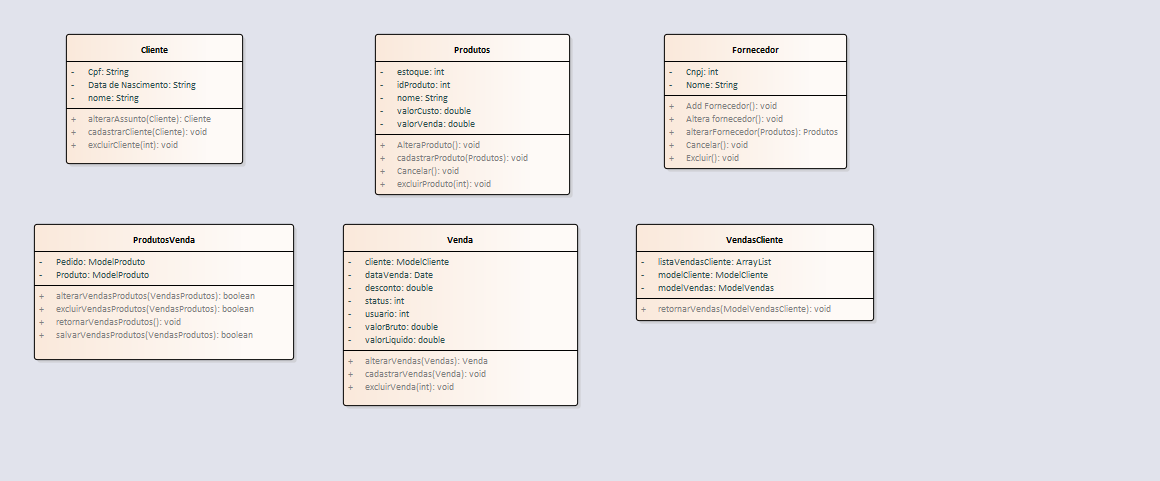 Cliente
- Cpf: String
- Data de Nascimento: String
- nome: String
+ alterarAssunto(Cliente): Cliente
+ cadastrarCliente(Cliente): void
+ excluirCliente(int): void
Produtos
- estoque: int
- idProduto: int
- nome: String
- valorCusto: double
- valorVenda: double
+ AlteraProduto(): void
+ cadastrarProduto(Produtos): void
+ Cancelar(): void
+ excluirProduto(int): void
Fornecedor
- Cnpj: int
- Nome: String
+ Add Fornecedor(): void
+ Altera fornecedor(): void
+ alterarFornecedor(Produtos): Produtos
+ Cancelar(): void
+ Excluir(): void
ProdutosVenda
- Pedido: ModelProduto
- Produto: ModelProduto
+ alterarVendasProdutos(VendasProdutos): boolean
+ excluirVendasProdutos(VendasProdutos): boolean
+ retornarVendasProdutos(): void
+ salvarVendasProdutos(VendasProdutos): boolean
Venda
- cliente: ModelCliente
- dataVenda: Date
- desconto: double
- status: int
- usuario: int
- valorBruto: double
- valorLiquido: double
+ alterarVendas(Vendas): Venda
+ cadastrarVendas(Venda): void
+ excluirVenda(int): void
VendasCliente
- listaVendasCliente: ArrayList
- modelCliente: ModelCliente
- modelVendas: ModelVendas
+ retornarVendas(ModelVendasCliente): void